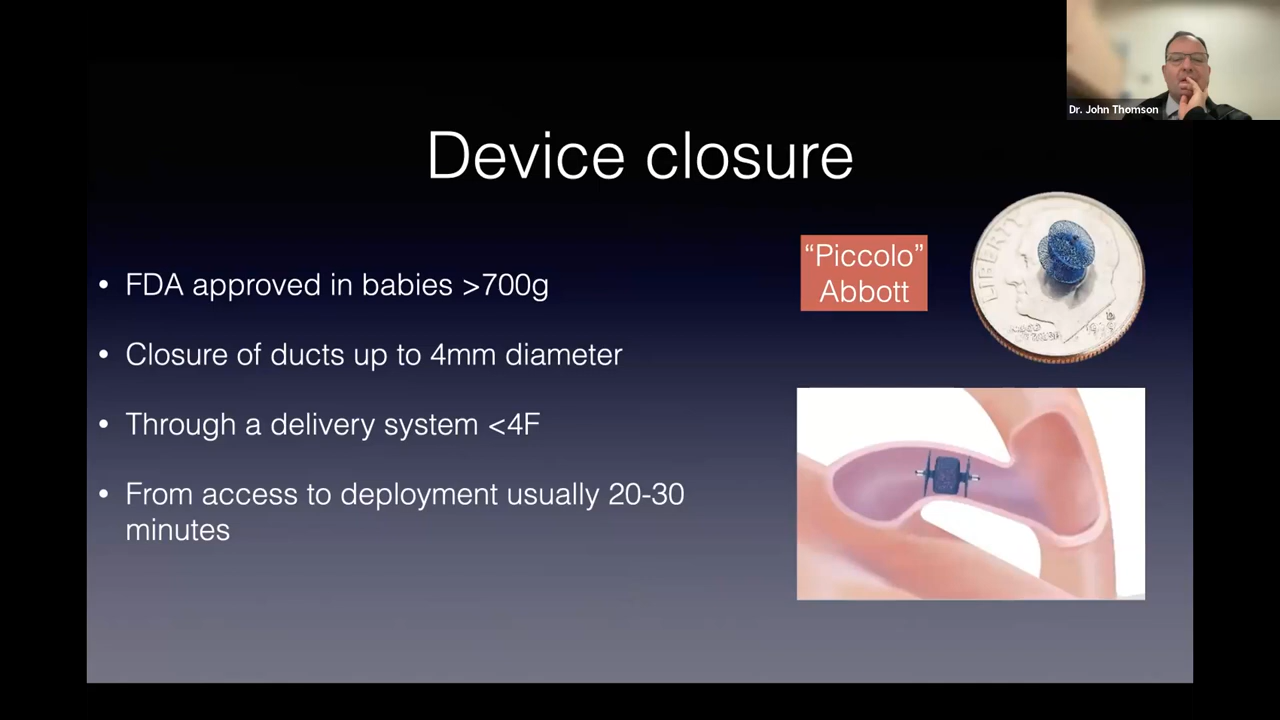 Dr. John Thomson
Device closure
“Piccolo”
Abbott
LIBERTY
• FDA approved in babies >700g
• Closure of ducts up to 4mm diameter
• Through a delivery system <4F
• From access to deployment usually 20-30
minutes